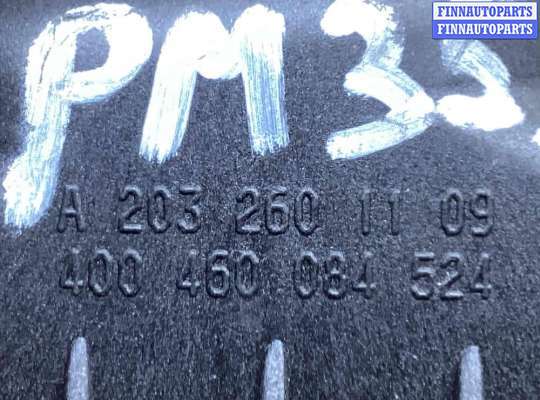 FINNAUTOPARTS
FINNAUTOPARTS
PM35
A 203 260 11 09
400 460 084 524